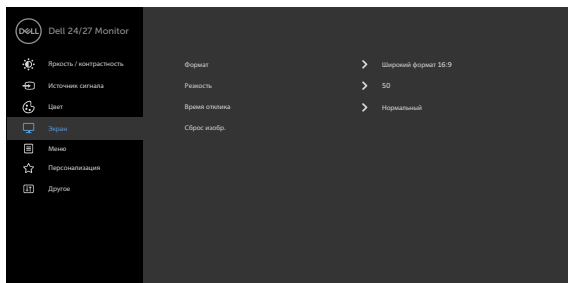 DELL Dell 24/27 Monitor
Яркость / контрастность
Формат Широкий формат 16:9
Источник сигнала
Резкость 50
Цвет
Время отклика Нормальный
Экран
Сброс изобр.
Меню
Персонализация
Другое